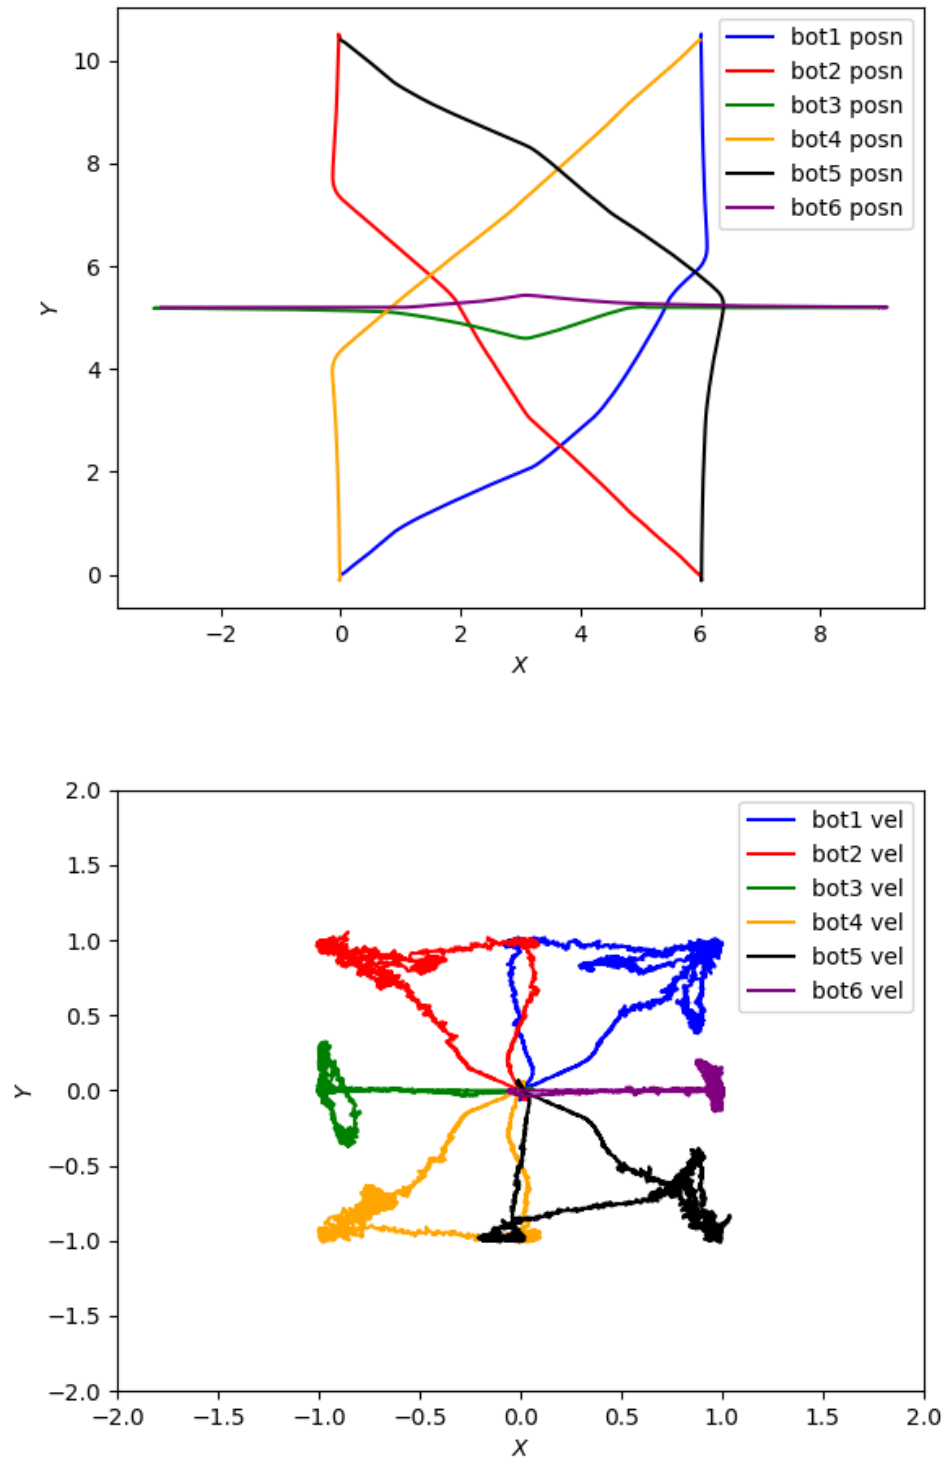 10
8
6
4
2
0
Y
−2
0
2
4
6
8
X
bot1 posn
bot2 posn
bot3 posn
bot4 posn
bot5 posn
bot6 posn
2.0
1.5
1.0
0.5
0.0
−0.5
−1.0
−1.5
−2.0
Y
−2.0
−1.5
−1.0
−0.5
0.0
0.5
1.0
1.5
2.0
X
bot1 vel
bot2 vel
bot3 vel
bot4 vel
bot5 vel
bot6 vel